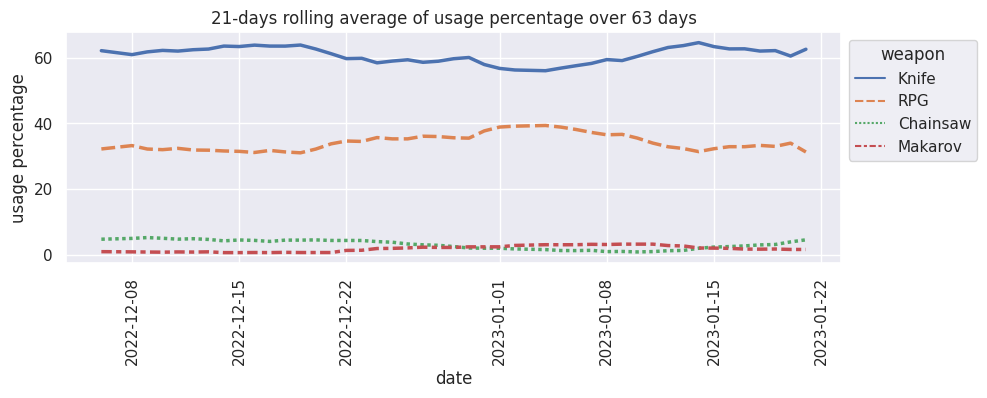 21-days rolling average of usage percentage over 63 days
usage percentage
60
40
20
0
2022-12-08
2022-12-15
2022-12-22
2023-01-01
2023-01-08
2023-01-15
2023-01-22
date
weapon
Knife
RPG
Chainsaw
Makarov